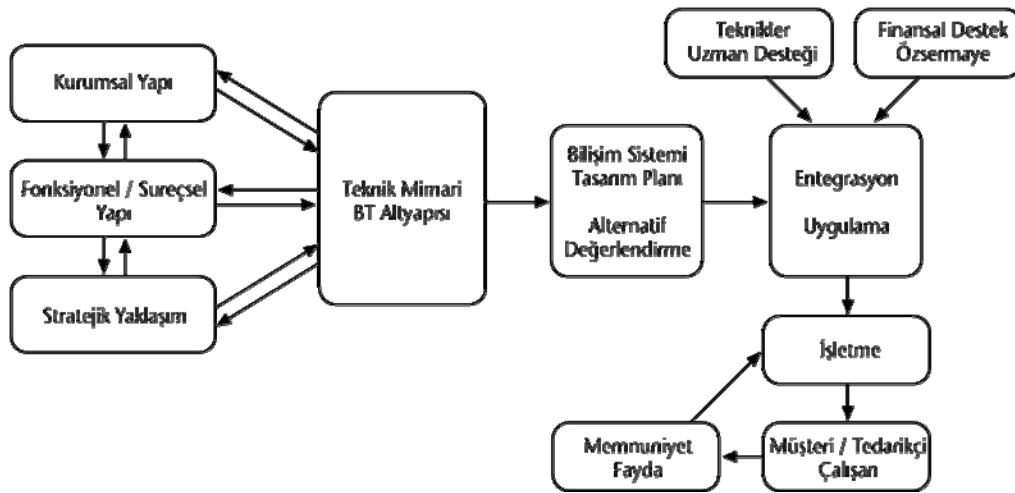 Teknikler
Uzman Desteği
Finansal Destek
Özsermaye
Kurumsal Yapı
Fonksiyonel / Sureçsel
Yapı
Stratejik Yaklaşım
Teknik Mimari
BT Altyapısı
Bilişim Sistemi
Tasarım Planı
Alternatif
Değerlendirme
Entegrasyon
Uygulama
İşletme
Memnuniyet
Fayda
Müşteri / Tedarikçi
Çalışan